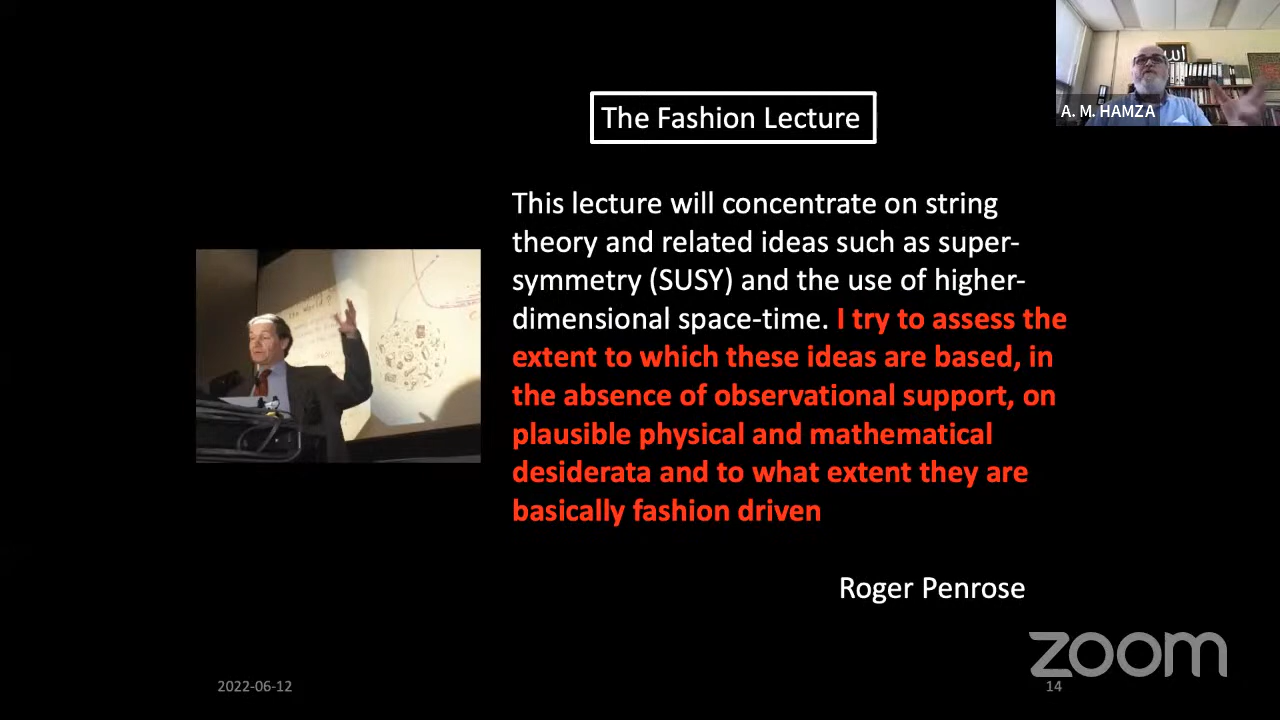 The Fashion Lecture
A. M. HAMZA
This lecture will concentrate on string
theory and related ideas such as super-
symmetry (SUSY) and the use of higher-
dimensional space-time. I try to assess the
extent to which these ideas are based, in
the absence of observational support, on
plausible physical and mathematical
desiderata and to what extent they are
basically fashion driven
Roger Penrose
zoom
2022-06-12
14